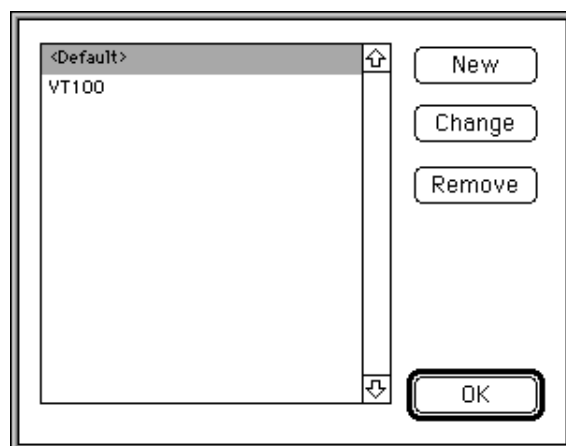 <Default>
VT100
New
Change
Remove
OK